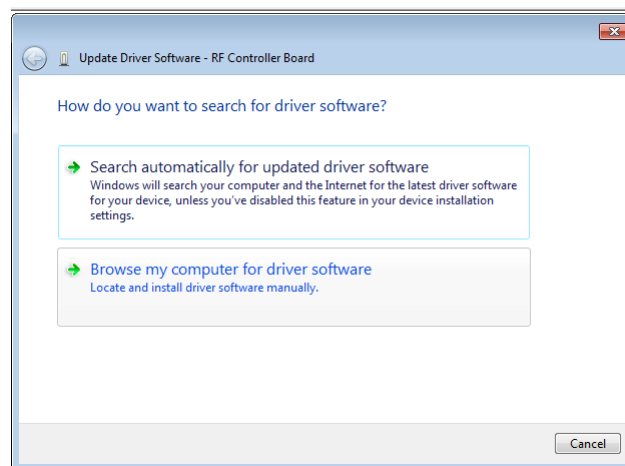 Update Driver Software - RF Controller Board
How do you want to search for driver software?
Search automatically for updated driver software
Windows will search your computer and the Internet for the latest driver software
for your device, unless you've disabled this feature in your device installation
settings.
Browse my computer for driver software
Locate and install driver software manually.
Cancel